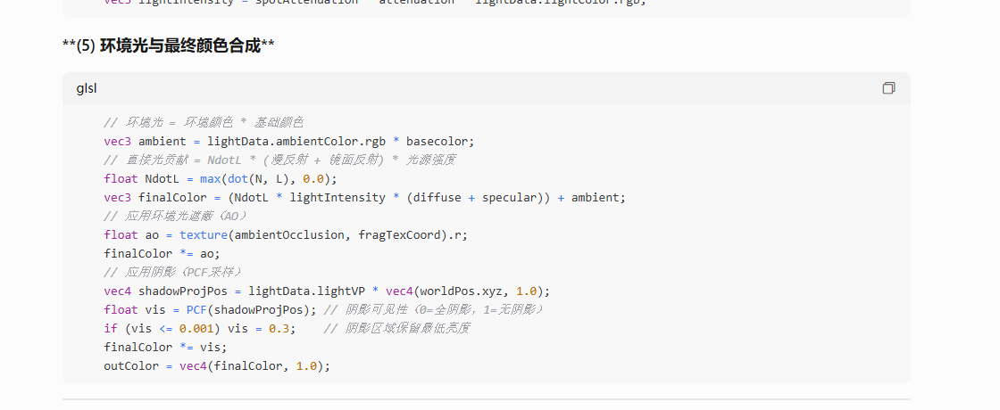 vec3 lightIntensity = spotAttenuation * attenuation * lightData.lightColor.rgb;
**(5) 环境光与最终颜色合成**
glsl
// 环境光 = 环境颜色 * 基础颜色
vec3 ambient = lightData.ambientColor.rgb * basecolor;
// 直接光贡献 = NdotL * (漫反射 + 镜面反射) * 光源强度
float NdotL = max(dot(N, L), 0.0);
vec3 finalColor = (NdotL * lightIntensity * (diffuse + specular)) + ambient;
// 应用环境光遮蔽（AO）
float ao = texture(ambientOcclusion, fragTexCoord).r;
finalColor *= ao;
// 应用阴影（PCF采样）
vec4 shadowProjPos = lightData.lightVP * vec4(worldPos.xyz, 1.0);
float vis = PCF(shadowProjPos); // 阴影可见性（0=全阴影，1=无阴影）
if (vis <= 0.001) vis = 0.3;    // 阴影区域保留最低亮度
finalColor *= vis;
outColor = vec4(finalColor, 1.0);